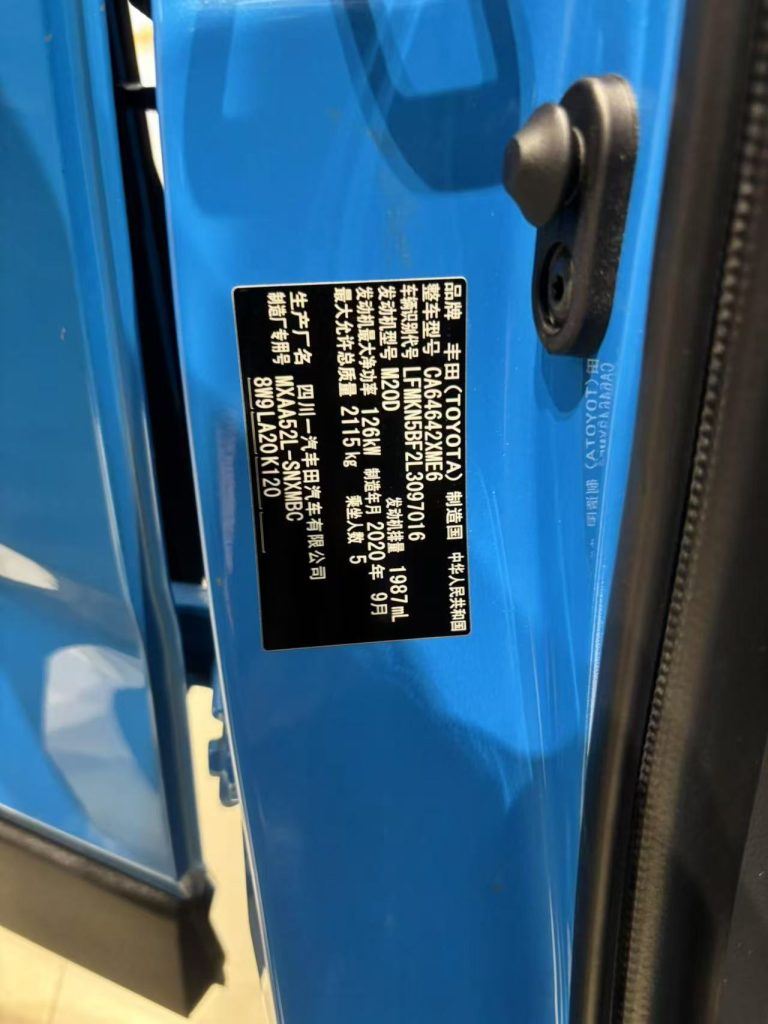 品牌 丰田(TOYOTA) 制造国 中华人民共和国
整车型号 CA64642XME6
车辆识别代号 LFMKN5BF2L3097016
发动机型号 M20D 发动机排量 1987mL
发动机最大净功率 126kW 制造年月 2020年 9月
最大允许总质量 2115kg 乘坐人数 5
生产厂名 四川一汽丰田汽车有限公司
制造厂专用号 MXAA52L-SNXMBC
8W9LA20K120